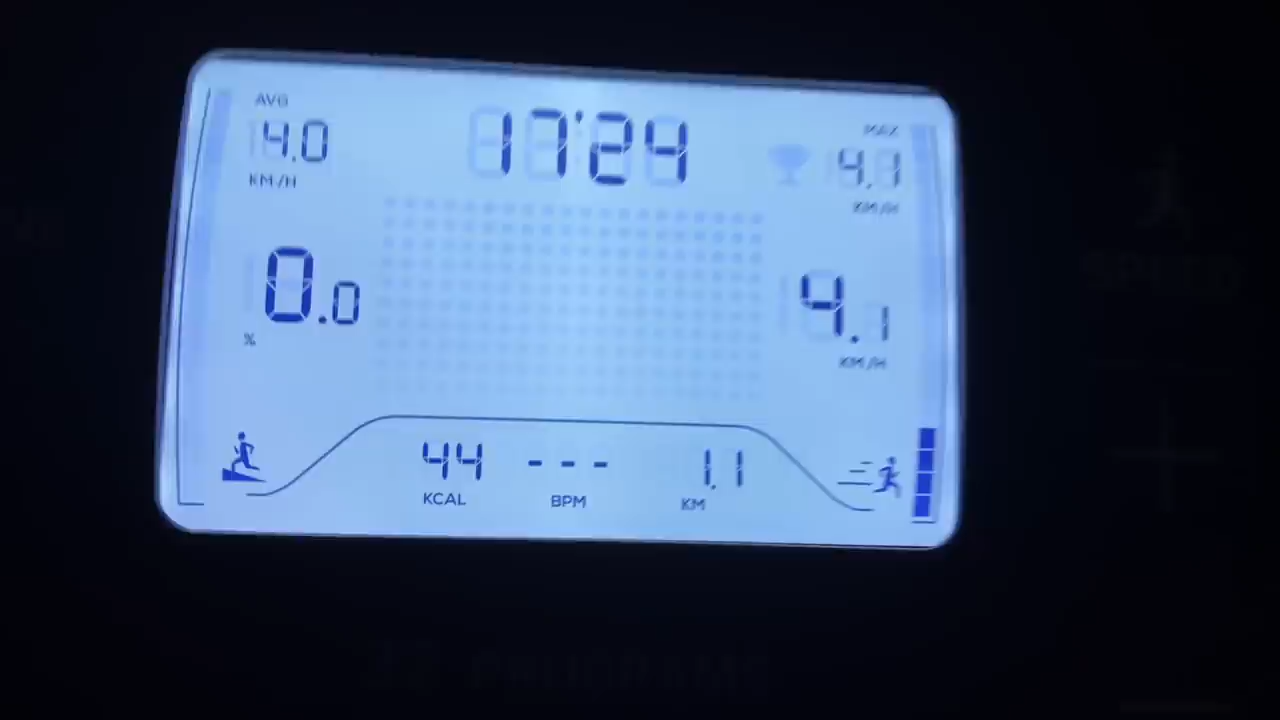 AVG
4.0
KM/H
17'24
MAX
4.1
KM/H
0.0
%
4.1
KM/H
44
KCAL
---
BPM
1.1
KM
SPEED